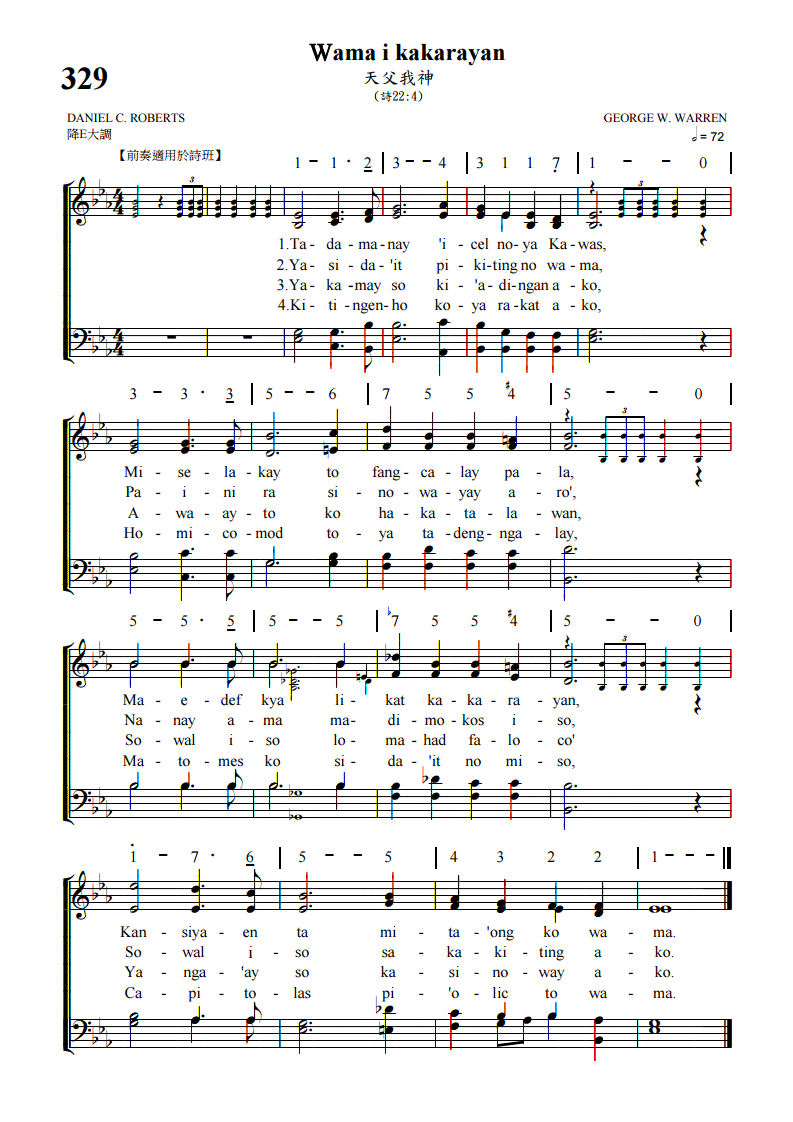 Wama i kakarayan
329
天父我神
(詩22:4)
DANIEL C. ROBERTS
GEORGE W. WARREN
降E大調
= 72
【前奏適用於詩班】
1 - 1 · 2 | 3 - - 4 | 3 1 1 7 | 1 - - 0 |
1.Ta - da - ma-nay 'i-cel no-ya Ka-was,
2.Ya - si - da-'it pi - ki-ting no wa - ma,
3.Ya - ka-may so ki - 'a-di-ngan a - ko,
4.Ki - ti-ngen-ho ko - ya ra-kat a - ko,
3 - 3 · 3 | 5 - - 6 | 7 5 5 #4 | 5 - - 0 |
Mi - se - la - kay to fang - ca - lay pa - la,
Pa - i - ni ra si - no - wa - yay a - ro',
A - wa - ay - to ko ha - ka - ta - la - wan,
Ho - mi - co - mod to - ya ta - deng - nga - lay,
5 - 5 · 5 | 5 - - 5 | ♭7 5 5 #4 | 5 - - 0 |
Ma - e - def kya li - kat ka - ka - ra - yan,
Na - nay a - ma ma - di - mo - kos i - so,
So - wal i - so lo - ma - had fa - lo - co'
Ma - to - mes ko si - da - 'it no mi - so,
1 - 7 · 6 | 5 - - 5 | 4 3 2 2 | 1 - - -
Kan - siya - en ta mi - ta - 'ong ko wa - ma.
So - wal i - so sa - ka - ki - ting a - ko.
Ya - nga - 'ay so ka - si - no - way a - ko.
Ca - pi - to - las pi - 'o - lic to wa - ma.